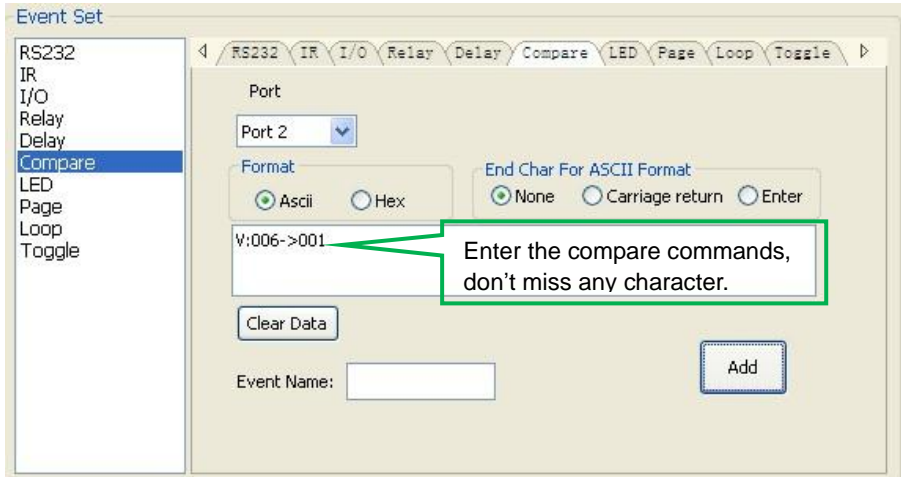 Event Set
RS232
IR
I/O
Relay
Delay
Compare
LED
Page
Loop
Toggle
RS232 IR I/O Relay Delay Compare LED Page Loop Toggle
Port
Port 2
Format
Ascii Hex
End Char For ASCII Format
None Carriage return Enter
V:006->001
Enter the compare commands,
don’t miss any character.
Clear Data
Event Name:
Add